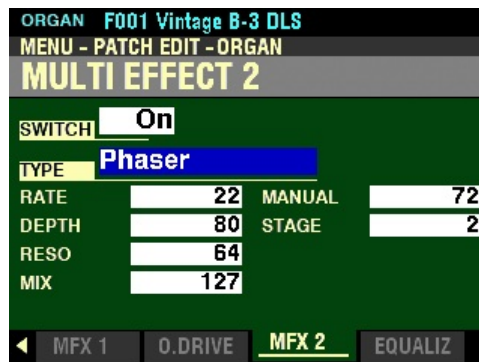 ORGAN F001 Vintage B-3 DLS
MENU - PATCH EDIT - ORGAN
MULTI EFFECT 2
SWITCH On
TYPE Phaser
RATE 22 MANUAL 72
DEPTH 80 STAGE 2
RESO 64
MIX 127
MFX 1 O.DRIVE MFX 2 EQUALIZ